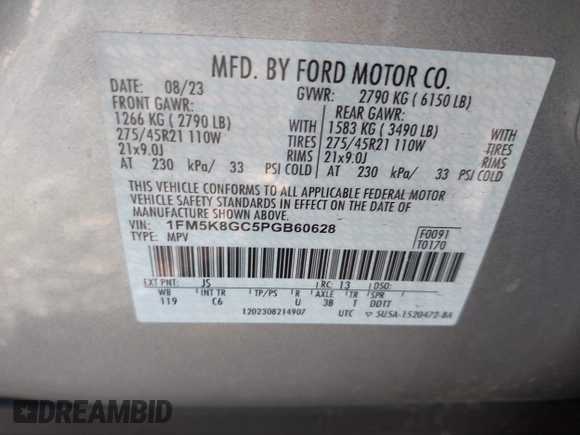 MFD. BY FORD MOTOR CO.
DATE: 08/23 GVWR: 2790 KG ( 6150 LB)
FRONT GAWR: REAR GAWR:
1266 KG ( 2790 LB) WITH 1583 KG ( 3490 LB) WITH
275/45R21 110W TIRES 275/45R21 110W TIRES
21x9.0J RIMS 21x9.0J RIMS
AT 230 kPa/ 33 PSI COLD AT 230 kPa/ 33 PSI COLD
THIS VEHICLE CONFORMS TO ALL APPLICABLE FEDERAL MOTOR
VEHICLE SAFETY STANDARDS IN EFFECT ON THE DATE OF
MANUFACTURE SHOWN ABOVE.
VIN: 1FM5K8GC5PGB60628 F0091
TYPE: MPV T0170
EXT PNT: JS RC: 13 DSO:
WB INT TR TP/PS R AXLE TR SPR
119 C6 U 3B T DDTT
1202308214907 UTC ▽ 5U5A-1520472-BA
DREAMBID